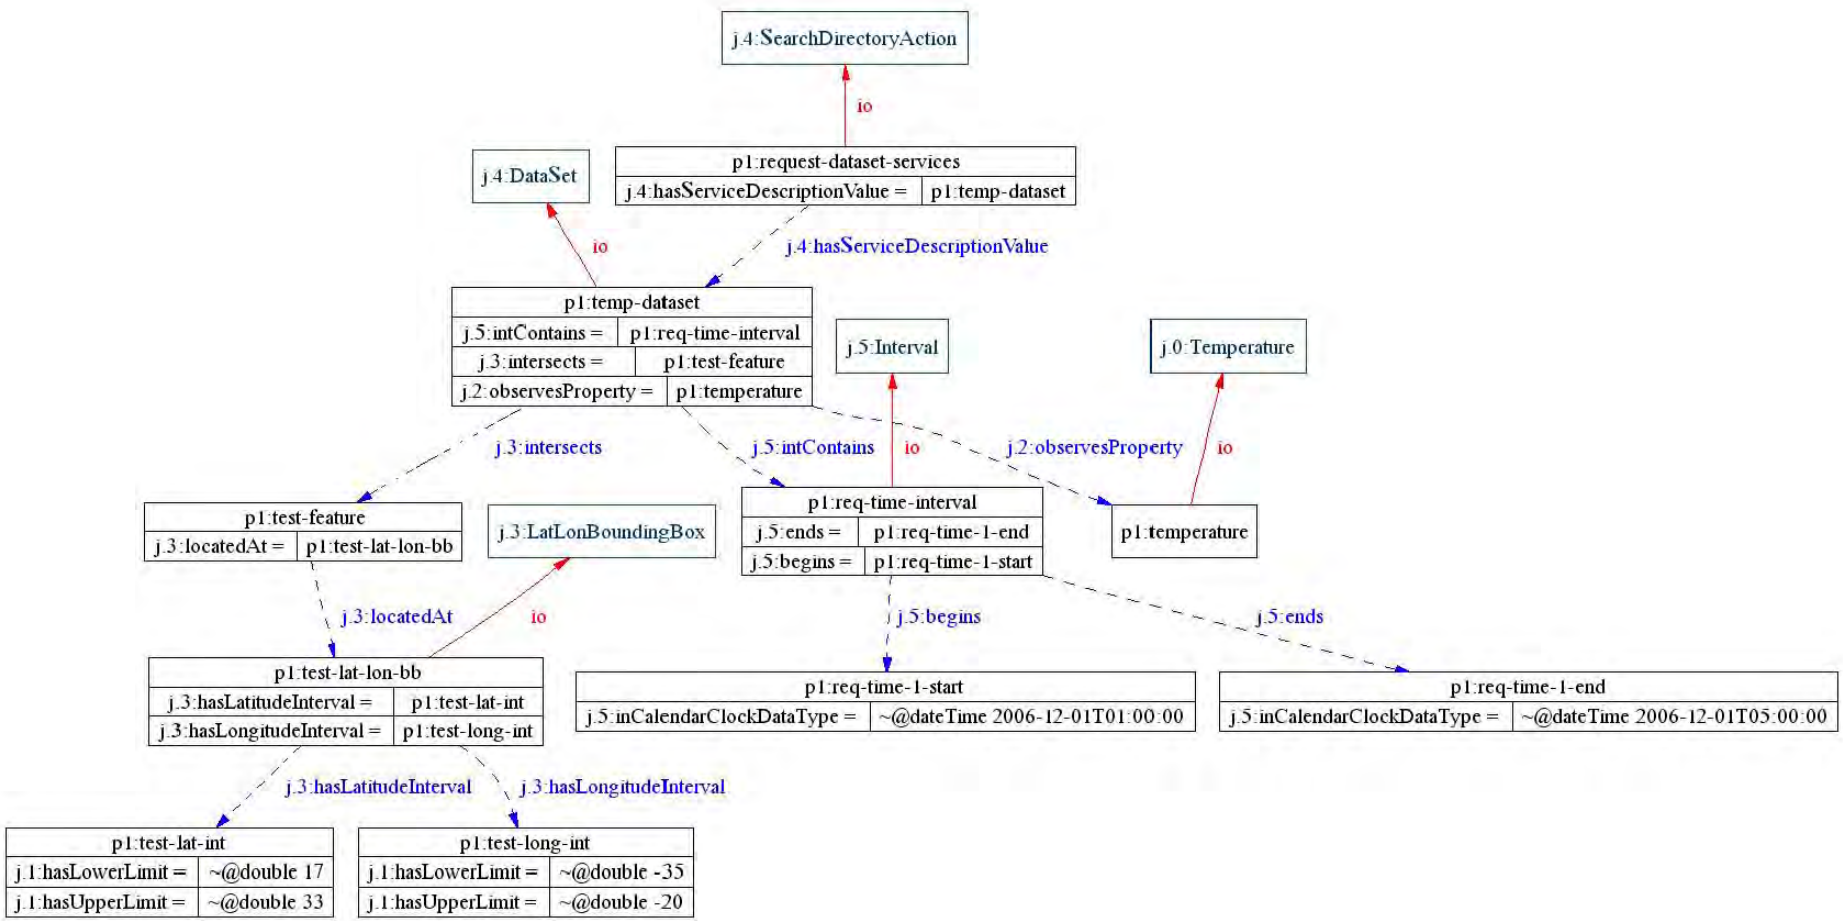 j.4:SearchDirectoryAction
io
p1:request-dataset-services
j.4:hasServiceDescriptionValue = p1:temp-dataset
j.4:DataSet
io
j.4:hasServiceDescriptionValue
p1:temp-dataset
j.5:intContains = p1:req-time-interval
j.3:intersects = p1:test-feature
j.2:observesProperty = p1:temperature
j.5:Interval
j.0:Temperature
j.3:intersects
j.5:intContains
io
j.2:observesProperty
io
p1:test-feature
j.3:locatedAt = p1:test-lat-lon-bb
j.3:LatLonBoundingBox
p1:req-time-interval
j.5:ends = p1:req-time-1-end
j.5:begins = p1:req-time-1-start
p1:temperature
j.3:locatedAt
io
j.5:begins
j.5:ends
p1:test-lat-lon-bb
j.3:hasLatitudeInterval = p1:test-lat-int
j.3:hasLongitudeInterval = p1:test-long-int
p1:req-time-1-start
j.5:inCalendarClockDataType = ~@dateTime 2006-12-01T01:00:00
p1:req-time-1-end
j.5:inCalendarClockDataType = ~@dateTime 2006-12-01T05:00:00
j.3:hasLatitudeInterval
j.3:hasLongitudeInterval
p1:test-lat-int
j.1:hasLowerLimit = ~@double 17
j.1:hasUpperLimit = ~@double 33
p1:test-long-int
j.1:hasLowerLimit = ~@double -35
j.1:hasUpperLimit = ~@double -20